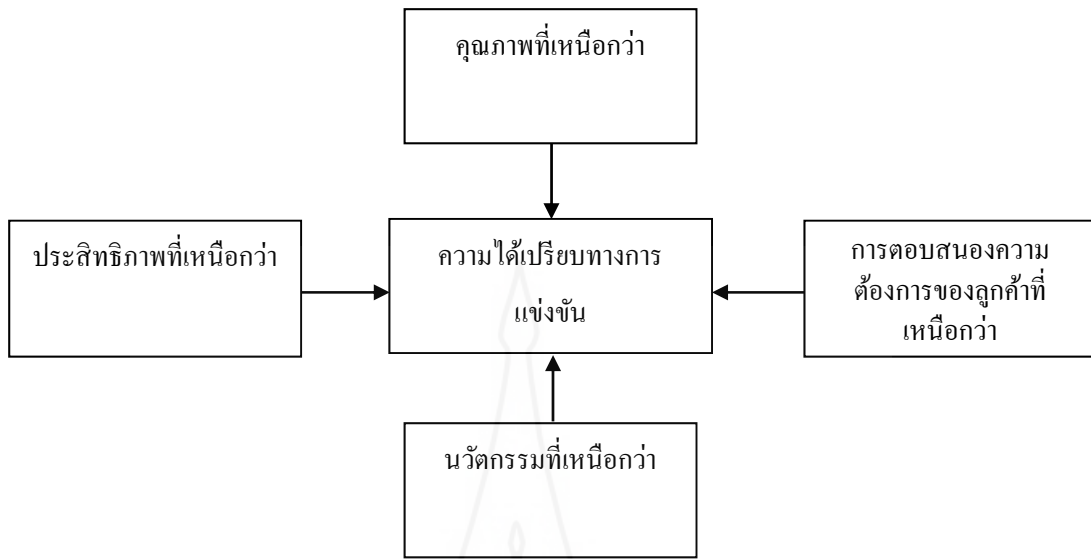 คุณภาพที่เหนือกว่า
ประสิทธิภาพที่เหนือกว่า
ความได้เปรียบทางการ
แข่งขัน
การตอบสนองความ
ต้องการของลูกค้าที่
เหนือกว่า
นวัตกรรมที่เหนือกว่า